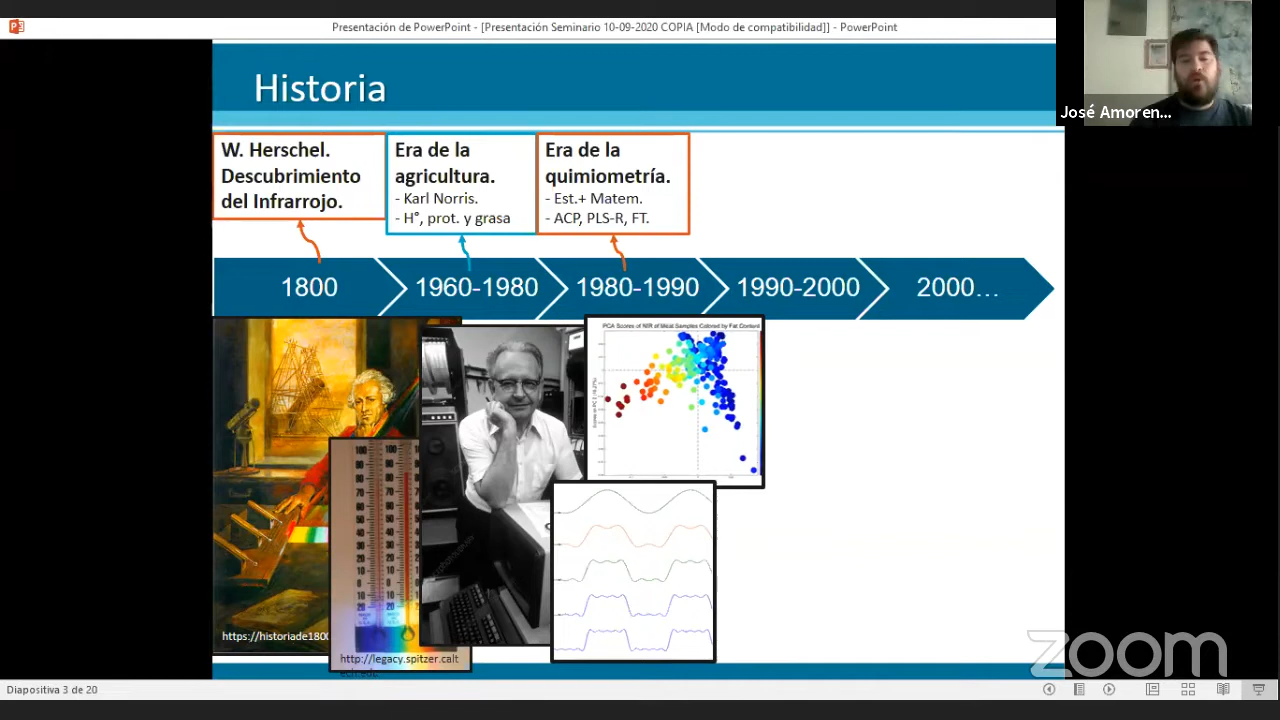 Presentación de PowerPoint - [Presentación Seminario 10-09-2020 COPIA [Modo de compatibilidad]] - PowerPoint
José Amoren...
Historia
W. Herschel.
Descubrimiento
del Infrarrojo.
Era de la
agricultura.
- Karl Norris.
- H°, prot. y grasa
Era de la
quimiometría.
- Est.+ Matem.
- ACP, PLS-R, FT.
1800
1960-1980
1980-1990
1990-2000
2000...
PCA Scores of NIR of Meat Samples Colored by Fat Content
https://historiade1800
http://legacy.spitzer.calt
ech.edu
zoom
Diapositiva 3 de 20